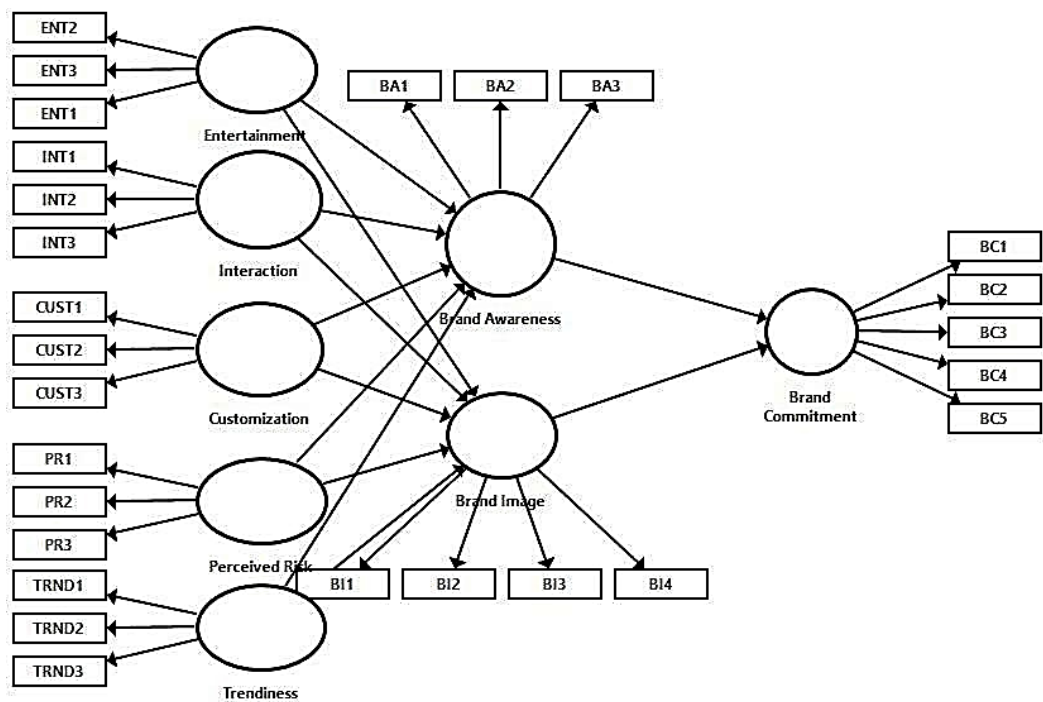 ENT2
ENT3
ENT1
Entertainment
INT1
INT2
INT3
Interaction
CUST1
CUST2
CUST3
Customization
PR1
PR2
PR3
Perceived Risk
TRND1
TRND2
TRND3
Trendiness
BA1
BA2
BA3
Brand Awareness
Brand Image
BI1
BI2
BI3
BI4
Brand
Commitment
BC1
BC2
BC3
BC4
BC5